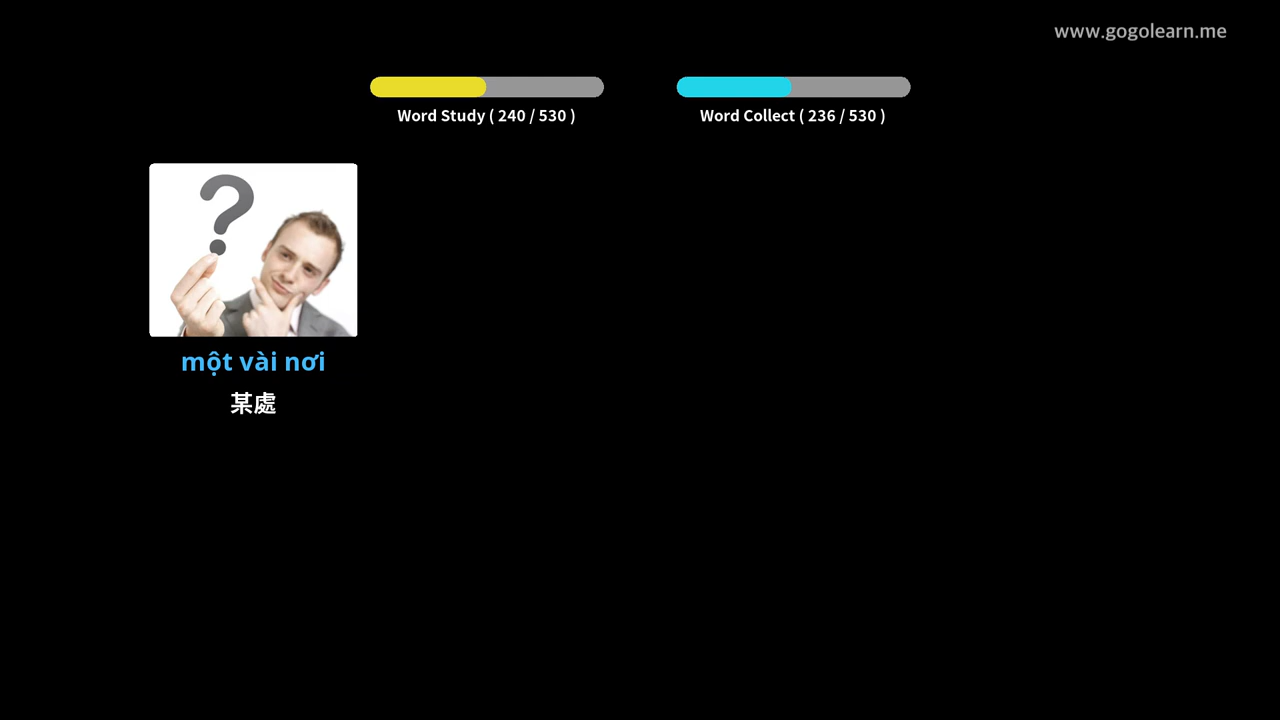 www.gogolearn.me
Word Study ( 240 / 530 )
Word Collect ( 236 / 530 )
?
một vài nơi
某處